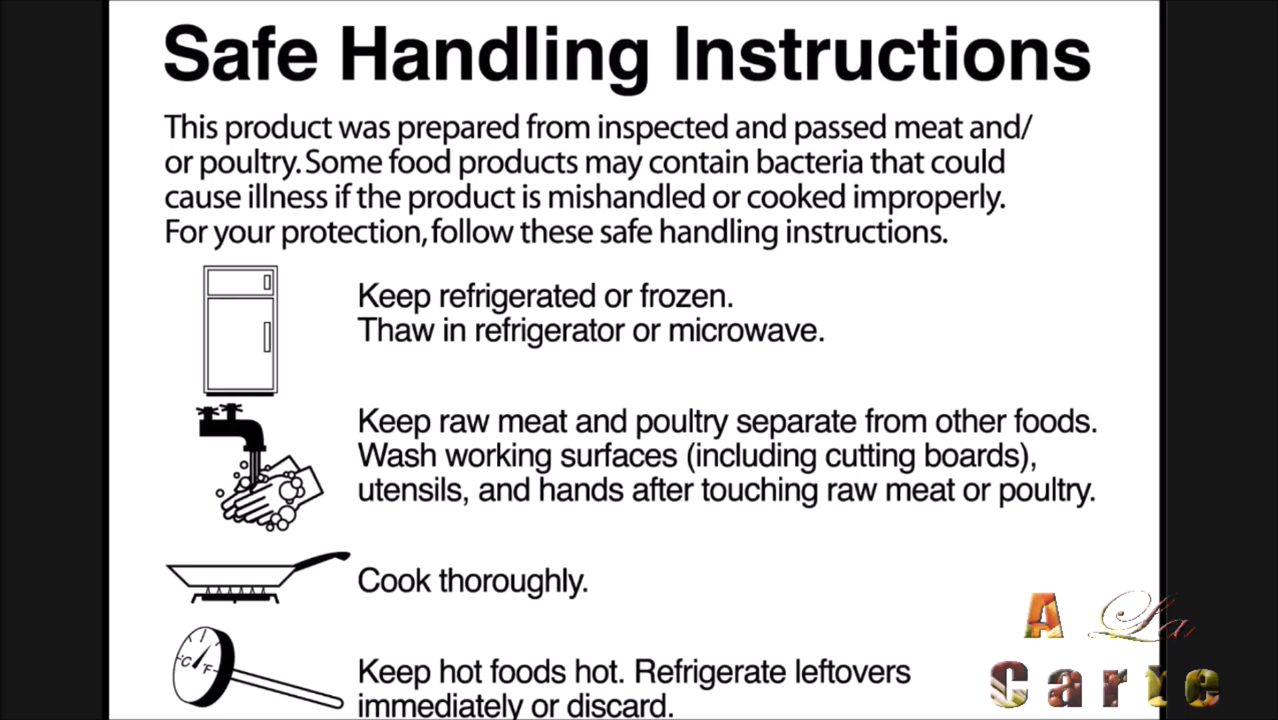 Safe Handling Instructions
This product was prepared from inspected and passed meat and/
or poultry. Some food products may contain bacteria that could
cause illness if the product is mishandled or cooked improperly.
For your protection, follow these safe handling instructions.
Keep refrigerated or frozen.
Thaw in refrigerator or microwave.
Keep raw meat and poultry separate from other foods.
Wash working surfaces (including cutting boards),
utensils, and hands after touching raw meat or poultry.
Cook thoroughly.
°C °F
Keep hot foods hot. Refrigerate leftovers
immediately or discard.
A La
Carte